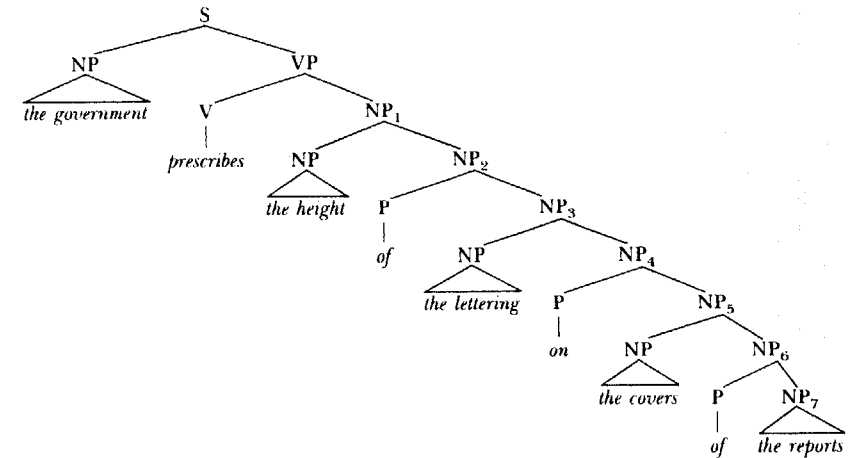 S
NP VP
the government V NP₁
prescribes NP NP₂
the height P NP₃
of NP NP₄
the lettering P NP₅
on NP NP₆
the covers P NP₇
of the reports